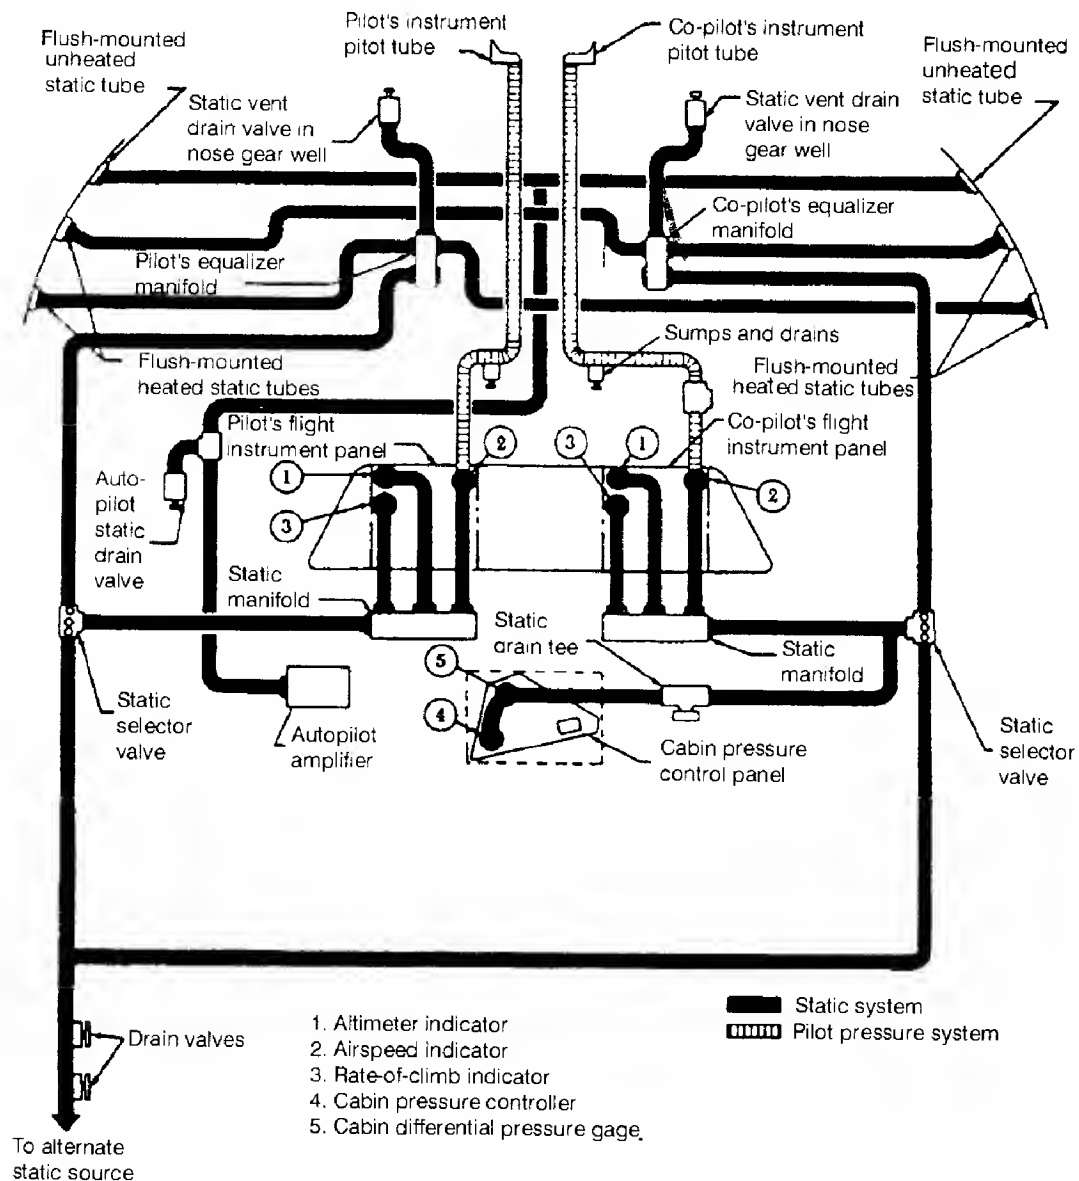 Pilot's instrument
pitot tube
Co-pilot's instrument
pitot tube
Flush-mounted
unheated
static tube
Flush-mounted
unheated
static tube
Static vent
drain valve in
nose gear well
Static vent drain
valve in nose
gear well
Co-pilot's equalizer
manifold
Pilot's equalizer
manifold
Sumps and drains
Flush-mounted
heated static tubes
Flush-mounted
heated static tubes
Pilot's flight
instrument panel
Co-pilot's flight
instrument panel
2
3
1
1
2
3
Auto-
pilot
static
drain
valve
Static
manifold
Static
drain tee
Static
manifold
5
4
Static
selector
valve
Autopilot
amplifier
Cabin pressure
control panel
Static
selector
valve
Static system
Pilot pressure system
Drain valves
1. Altimeter indicator
2. Airspeed indicator
3. Rate-of-climb indicator
4. Cabin pressure controller
5. Cabin differential pressure gage.
To alternate
static source